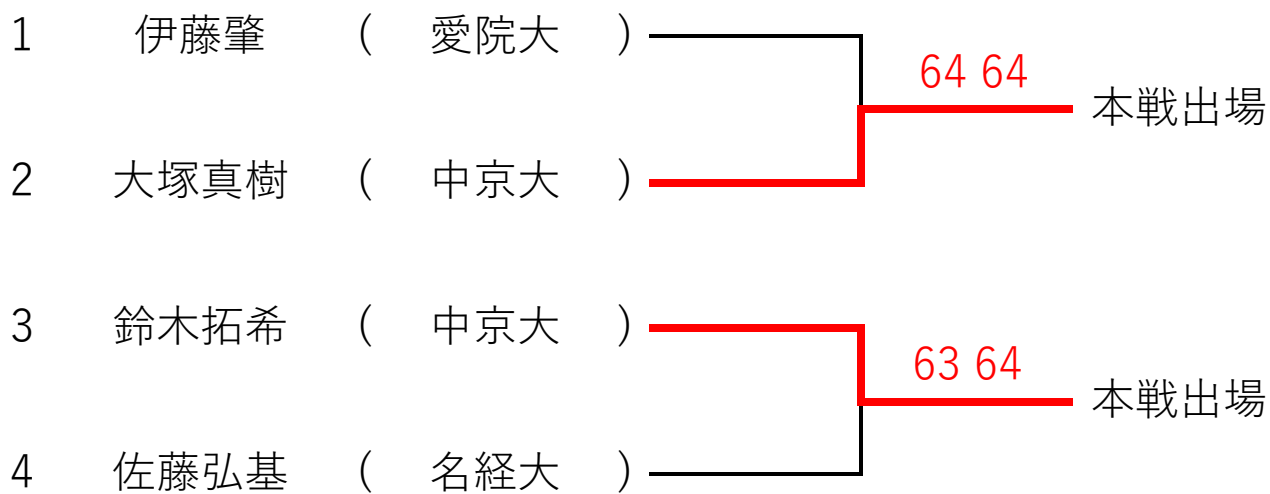 1 伊藤肇 ( 愛院大 )
64 64
本戦出場
2 大塚真樹 ( 中京大 )
3 鈴木拓希 ( 中京大 )
63 64
本戦出場
4 佐藤弘基 ( 名経大 )